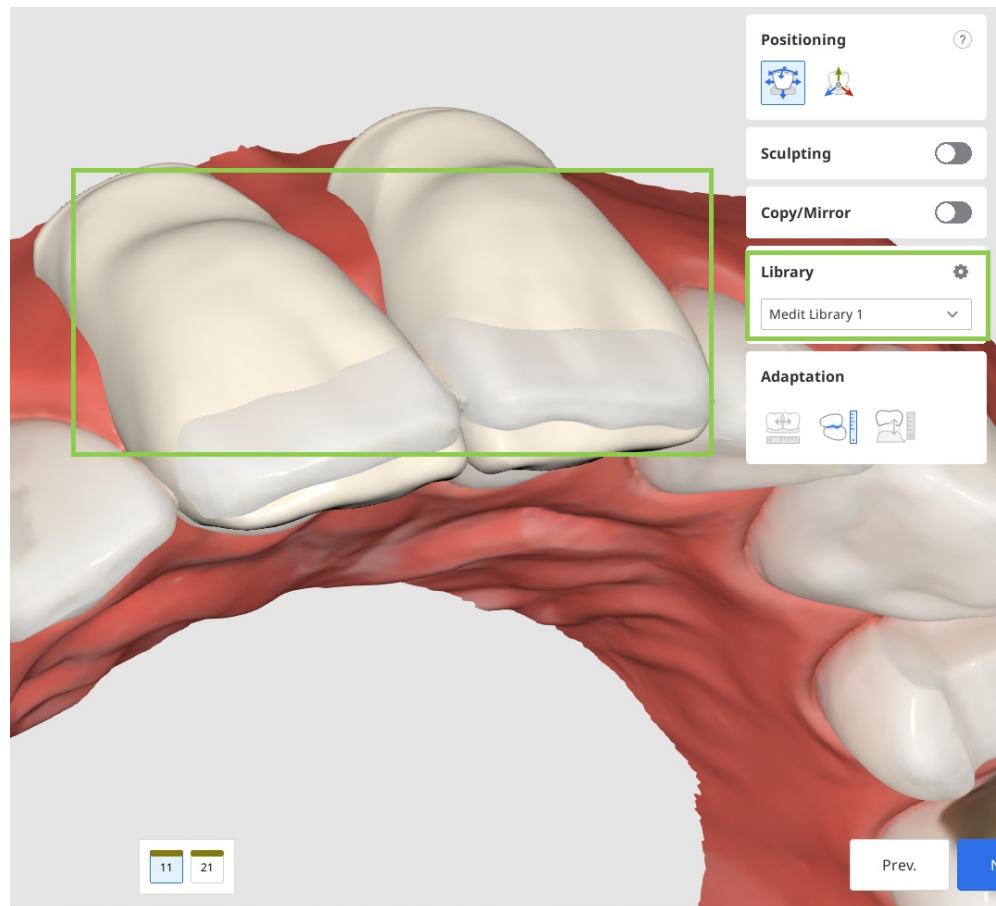 Positioning
?
Sculpting
Copy/Mirror
Library
Medit Library 1
Adaptation
11
21
Prev.
N